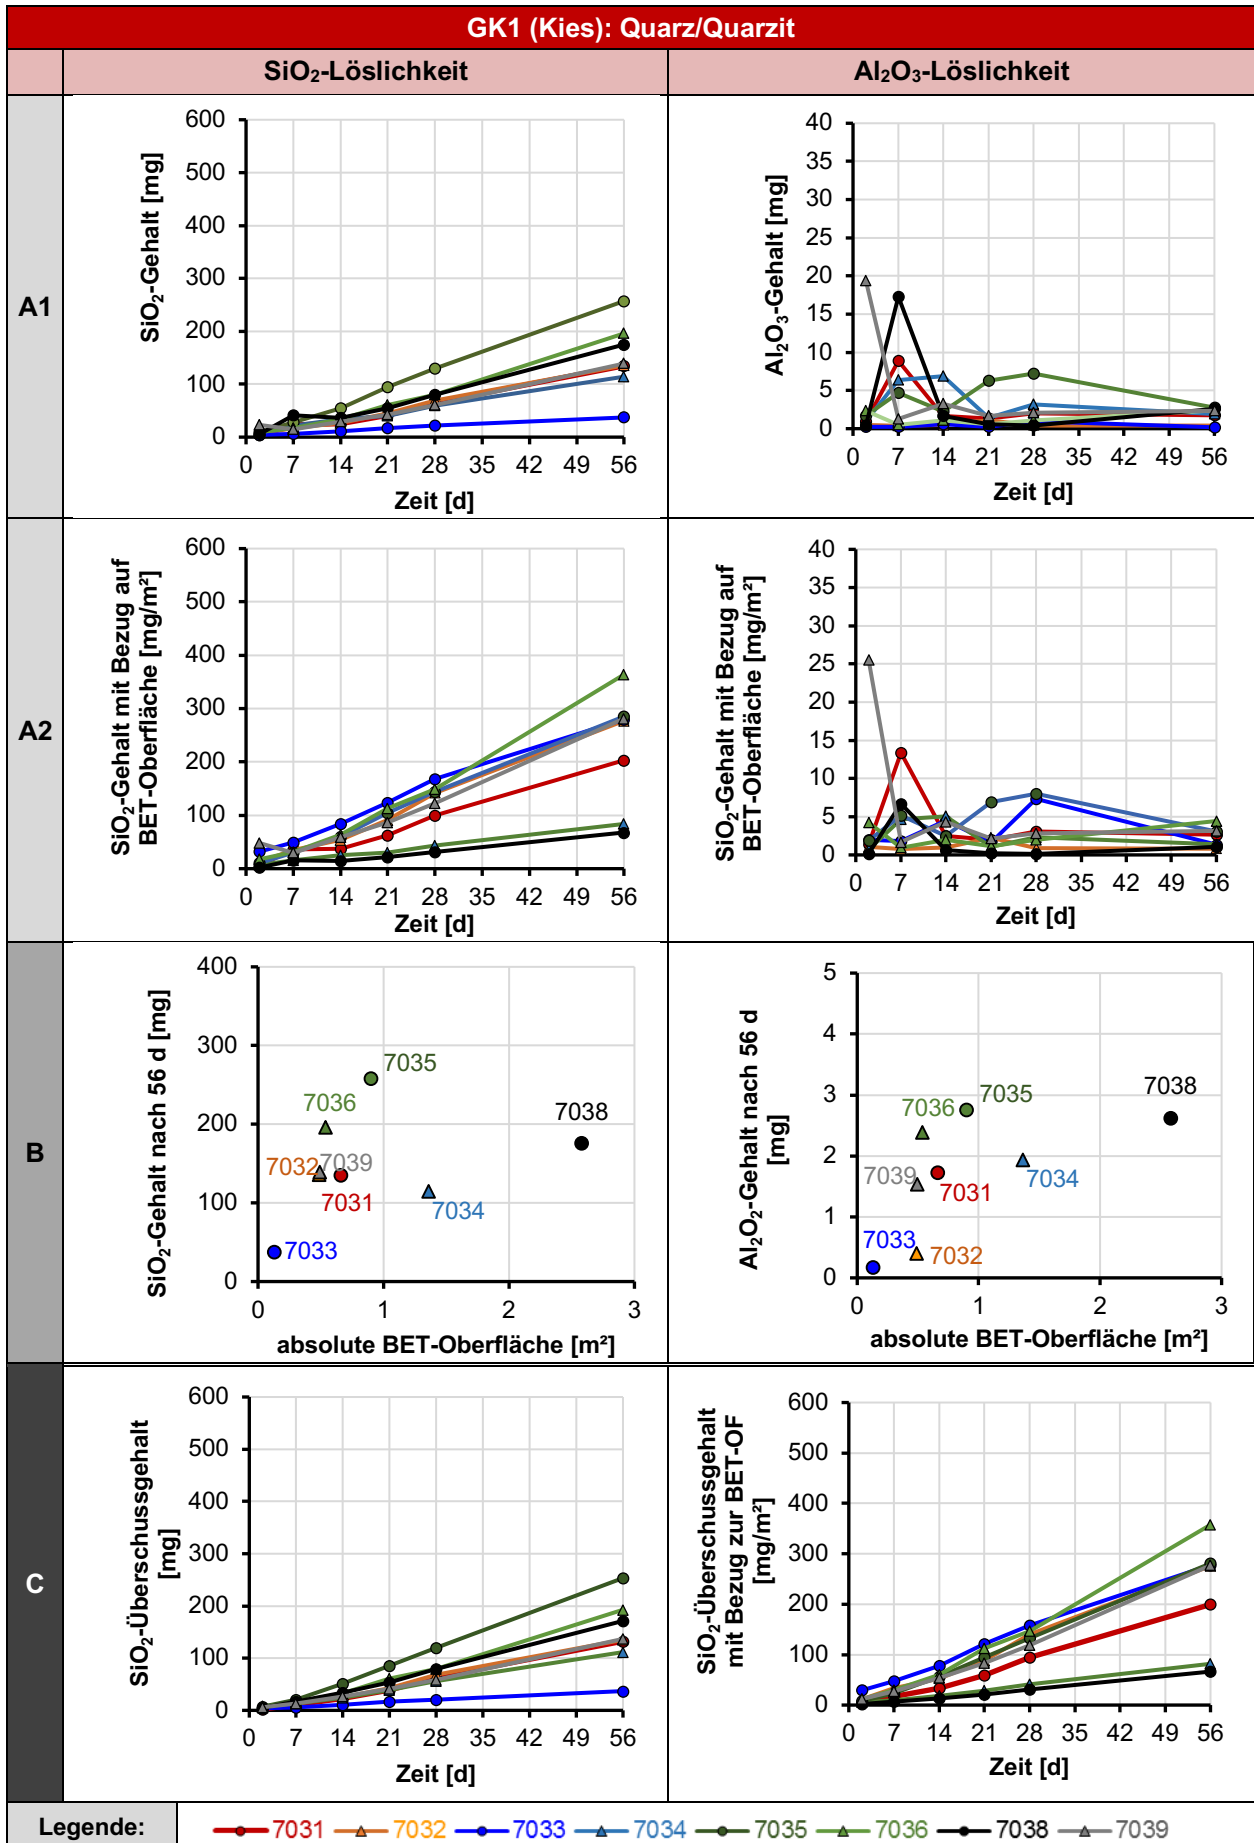 GK1 (Kies): Quarz/Quarzit
SiO₂-Löslichkeit
Al₂O₃-Löslichkeit
A1
SiO₂-Gehalt [mg]
600
500
400
300
200
100
0
0 7 14 21 28 35 42 49 56
Zeit [d]
Al₂O₃-Gehalt [mg]
40
35
30
25
20
15
10
5
0
0 7 14 21 28 35 42 49 56
Zeit [d]
A2
SiO₂-Gehalt mit Bezug auf
BET-Oberfläche [mg/m²]
600
500
400
300
200
100
0
0 7 14 21 28 35 42 49 56
Zeit [d]
SiO₂-Gehalt mit Bezug auf
BET-Oberfläche [mg/m²]
40
35
30
25
20
15
10
5
0
0 7 14 21 28 35 42 49 56
Zeit [d]
B
SiO₂-Gehalt nach 56 d [mg]
400
300
200
100
0
7035
7036
7038
7032
7039
7031
7034
7033
0 1 2 3
absolute BET-Oberfläche [m²]
Al₂O₂-Gehalt nach 56 d
[mg]
5
4
3
2
1
0
7036
7035
7038
7039
7031
7034
7033
7032
0 1 2 3
absolute BET-Oberfläche [m²]
C
SiO₂-Überschussgehalt
[mg]
600
500
400
300
200
100
0
0 7 14 21 28 35 42 49 56
Zeit [d]
SiO₂-Überschussgehalt
mit Bezug zur BET-OF
[mg/m²]
600
500
400
300
200
100
0
0 7 14 21 28 35 42 49 56
Zeit [d]
Legende:
7031 7032 7033 7034 7035 7036 7038 7039